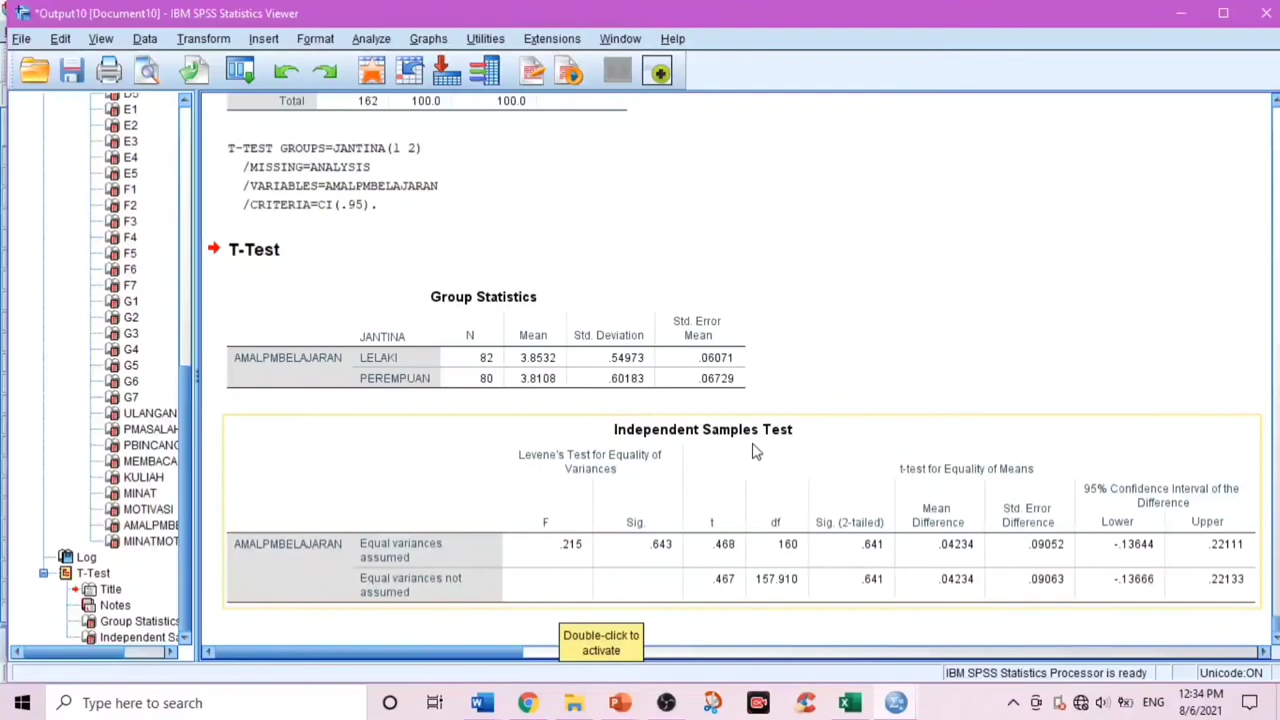 *Output10 [Document10] - IBM SPSS Statistics Viewer
File Edit View Data Transform Insert Format Analyze Graphs Utilities Extensions Window Help
D5
E1
E2
E3
E4
E5
F1
F2
F3
F4
F5
F6
F7
G1
G2
G3
G4
G5
G6
G7
ULANGAN
PMASALAH
PBINCANG
MEMBACA
KULIAH
MINAT
MOTIVASI
AMALPMBE
MINATMOT
Log
T-Test
Title
Notes
Group Statistics
Independent Sa
Total 162 100.0 100.0
T-TEST GROUPS=JANTINA(1 2)
/MISSING=ANALYSIS
/VARIABLES=AMALPMBELAJARAN
/CRITERIA=CI(.95).
T-Test
Group Statistics
JANTINA N Mean Std. Deviation Std. Error Mean
AMALPMBELAJARAN LELAKI 82 3.8532 .54973 .06071
PEREMPUAN 80 3.8108 .60183 .06729
Independent Samples Test
Levene's Test for Equality of Variances
t-test for Equality of Means
95% Confidence Interval of the Difference
F Sig. t df Sig. (2-tailed) Mean Difference Std. Error Difference Lower Upper
AMALPMBELAJARAN Equal variances assumed .215 .643 .468 160 .641 .04234 .09052 -.13644 .22111
Equal variances not assumed .467 157.910 .641 .04234 .09063 -.13666 .22133
Double-click to
activate
IBM SPSS Statistics Processor is ready Unicode:ON
Type here to search
ENG
12:34 PM
8/6/2021